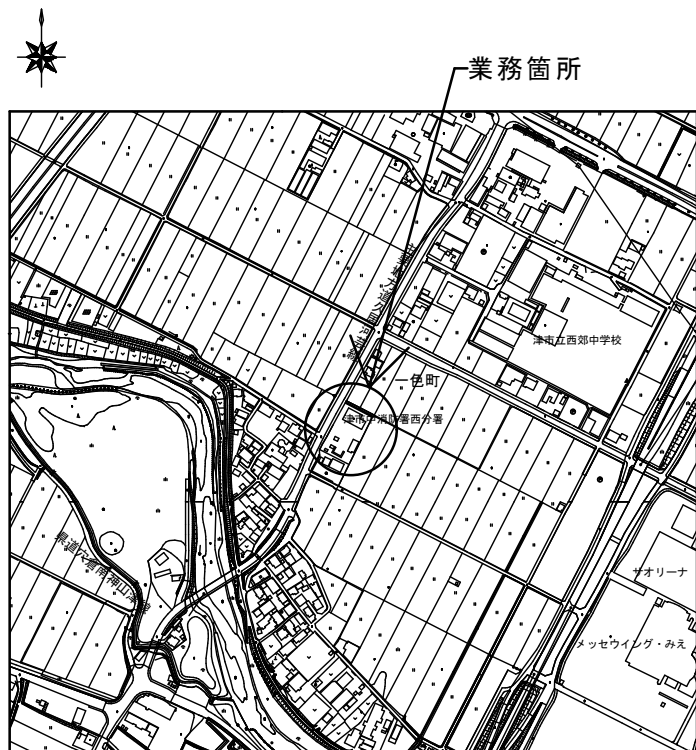 業務箇所
津市立西郊中学校
一色町
津市中消防署西分署
サオリーナ
メッセウイング・みえ